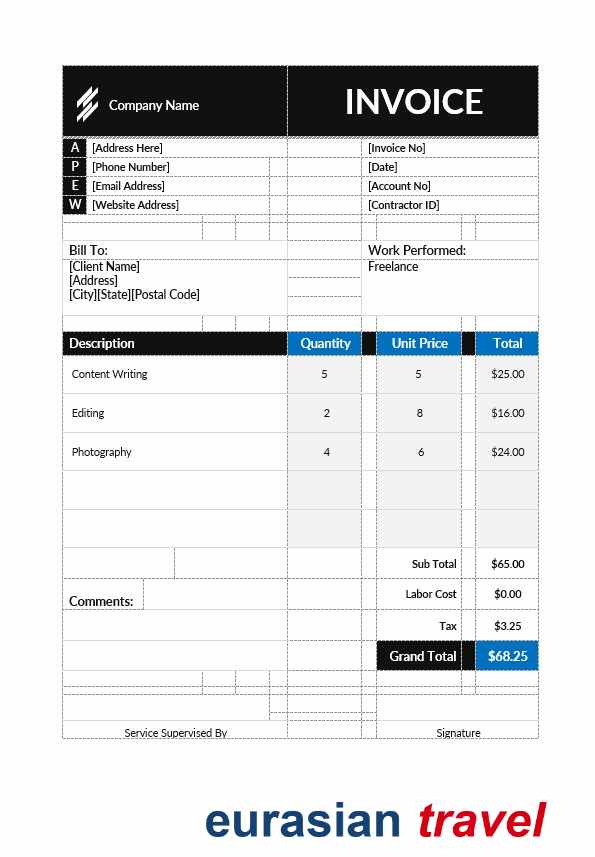 Company Name
INVOICE
A [Address Here] [Invoice No]
P [Phone Number] [Date]
E [Email Address] [Account No]
W [Website Address] [Contractor ID]
Bill To: Work Performed:
[Client Name] Freelance
[Address]
[City][State][Postal Code]
Description Quantity Unit Price Total
Content Writing 5 5 $25.00
Editing 2 8 $16.00
Photography 4 6 $24.00
Sub Total $65.00
Labor Cost $0.00
Comments:
Tax $3.25
Grand Total $68.25
Service Supervised By Signature
eurasian travel